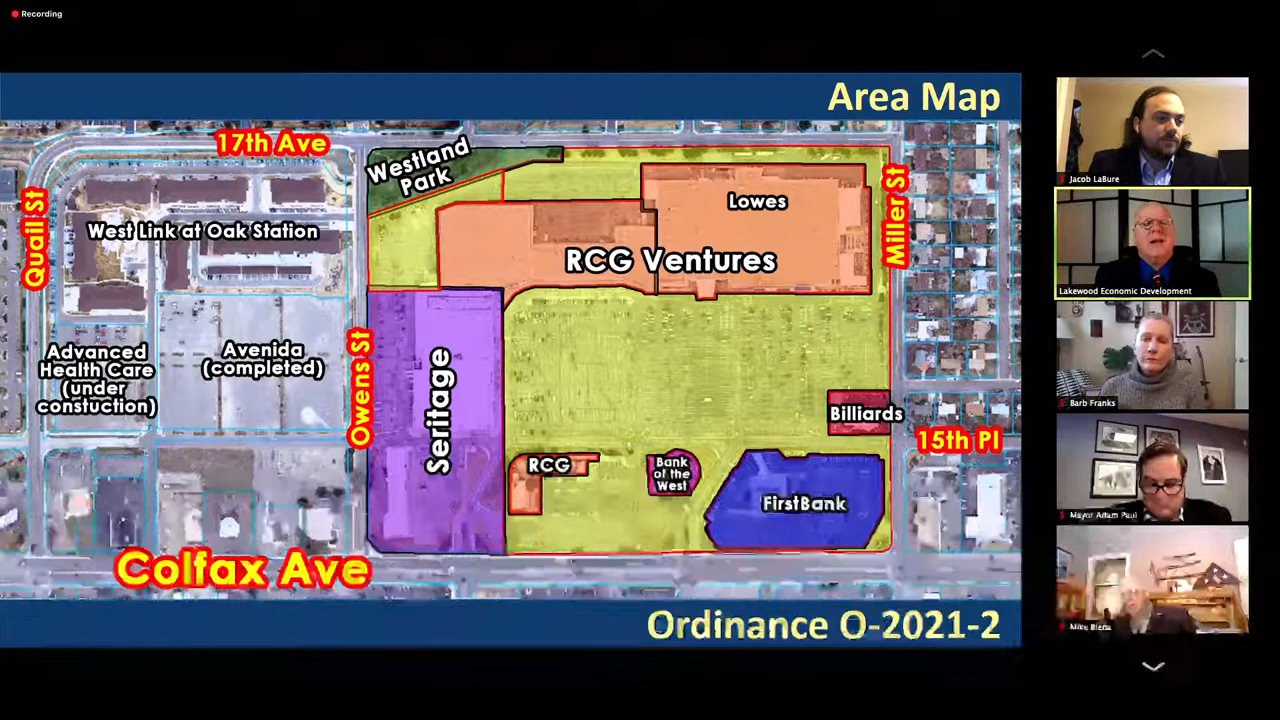 Recording
Area Map
17th Ave
Westland
Park
Quail St
West Link at Oak Station
Lowes
Miller St
RCG Ventures
Advanced
Health Care
(under
constuction)
Avenida
(completed)
Owens St
Seritage
Billiards
15th Pl
RCG
Bank
of the
West
FirstBank
Colfax Ave
Ordinance O-2021-2
Jacob LaBure
Lakewood Economic Development
Barb Franks
Mayor Adam Paul
Mike Bieda